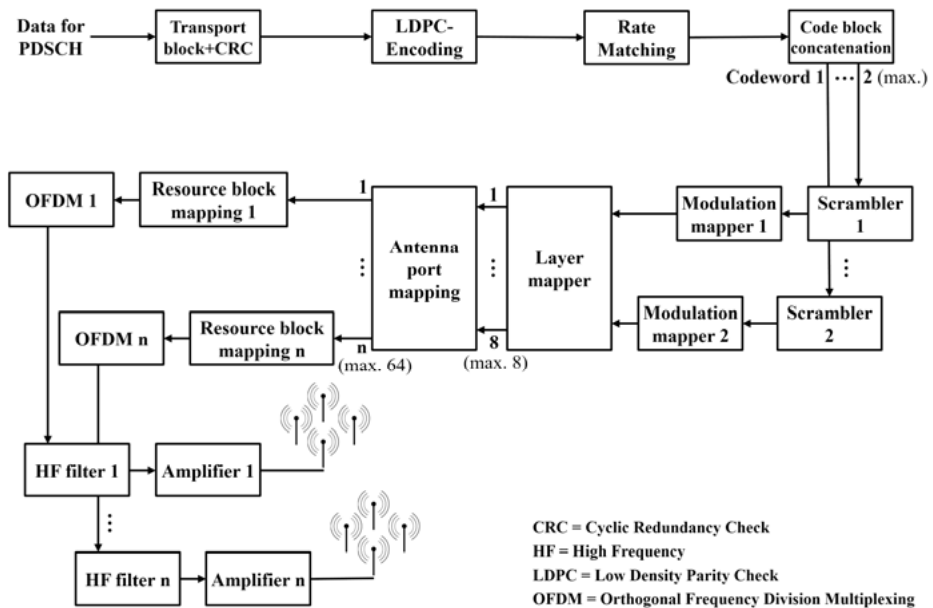 Data for
PDSCH
Transport
block+CRC
LDPC-
Encoding
Rate
Matching
Code block
concatenation
Codeword 1 ... 2 (max.)
OFDM 1
Resource block
mapping 1
1
Antenna
port
mapping
1
Layer
mapper
Modulation
mapper 1
Scrambler
1
...
...
...
OFDM n
Resource block
mapping n
n
(max. 64)
8
(max. 8)
Modulation
mapper 2
Scrambler
2
HF filter 1
Amplifier 1
...
HF filter n
Amplifier n
CRC = Cyclic Redundancy Check
HF = High Frequency
LDPC = Low Density Parity Check
OFDM = Orthogonal Frequency Division Multiplexing